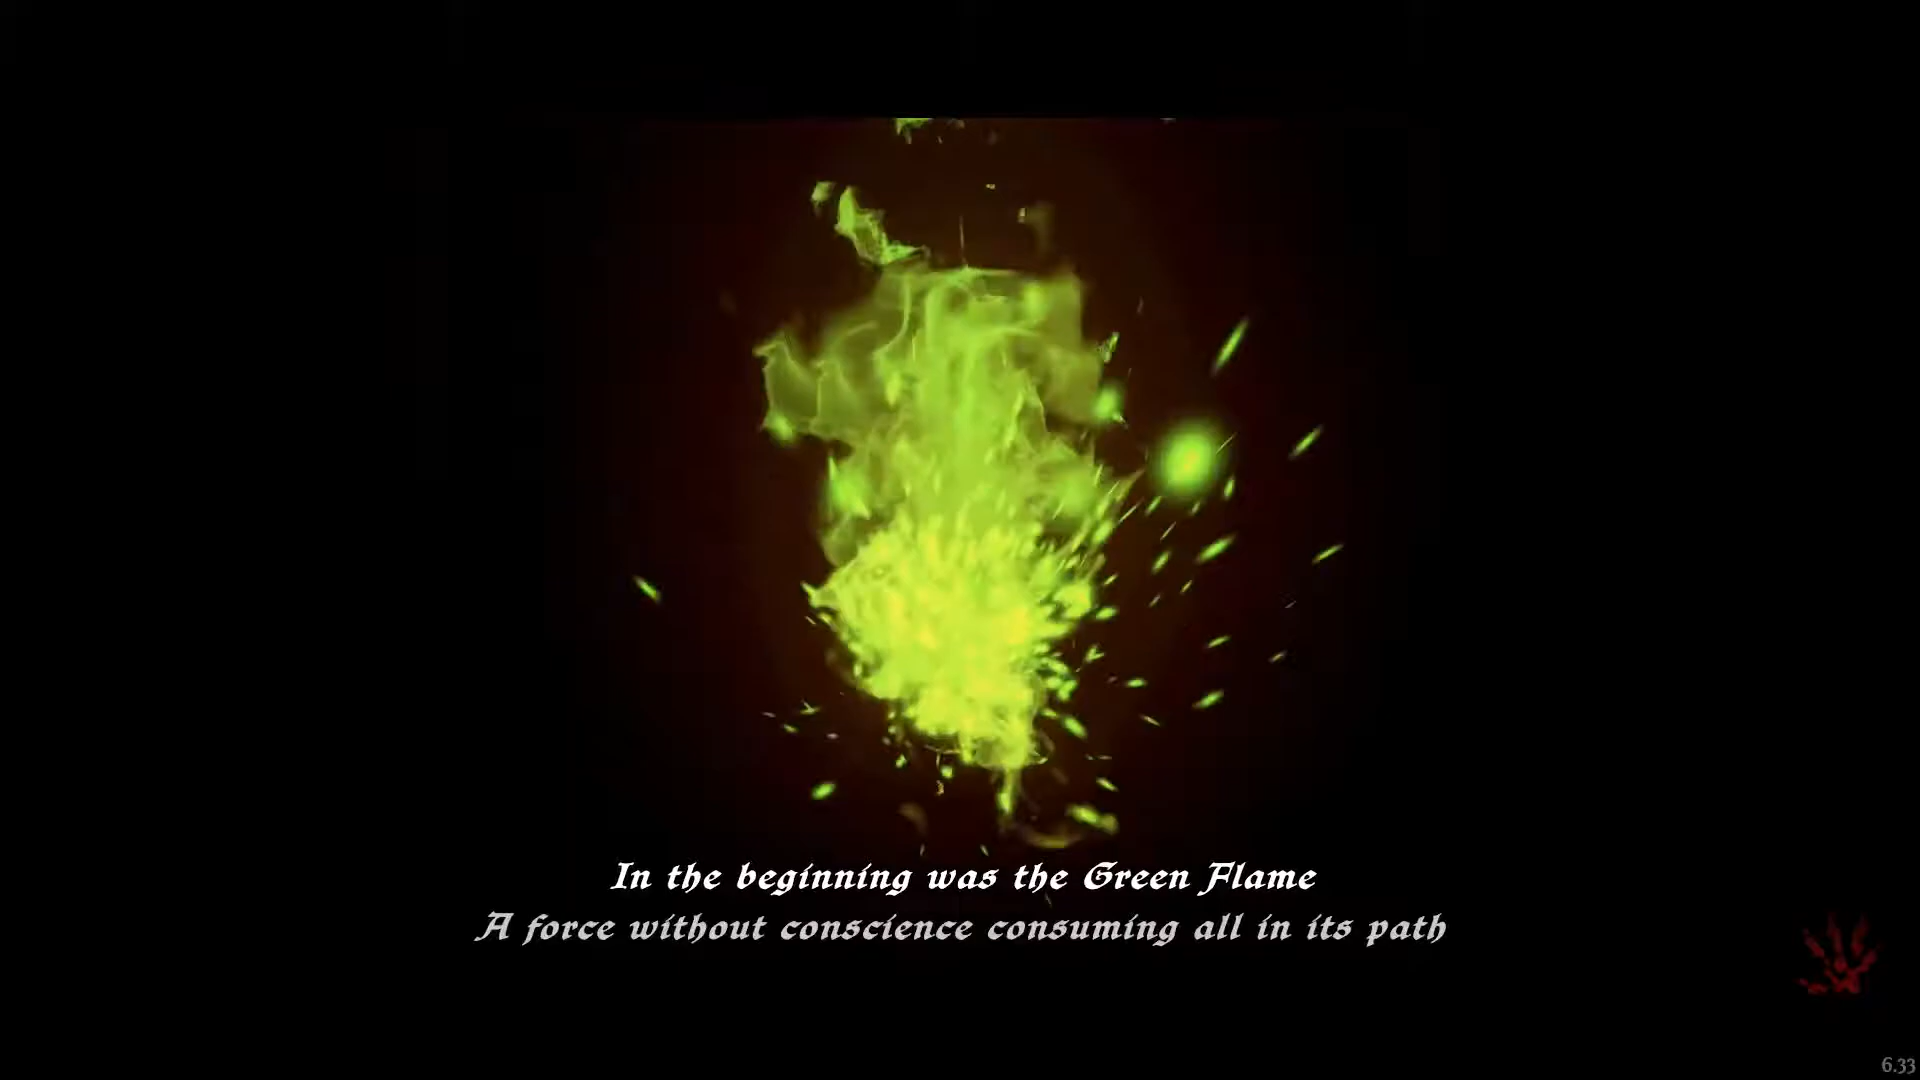 In the beginning was the Green Flame
A force without conscience consuming all in its path
6.33